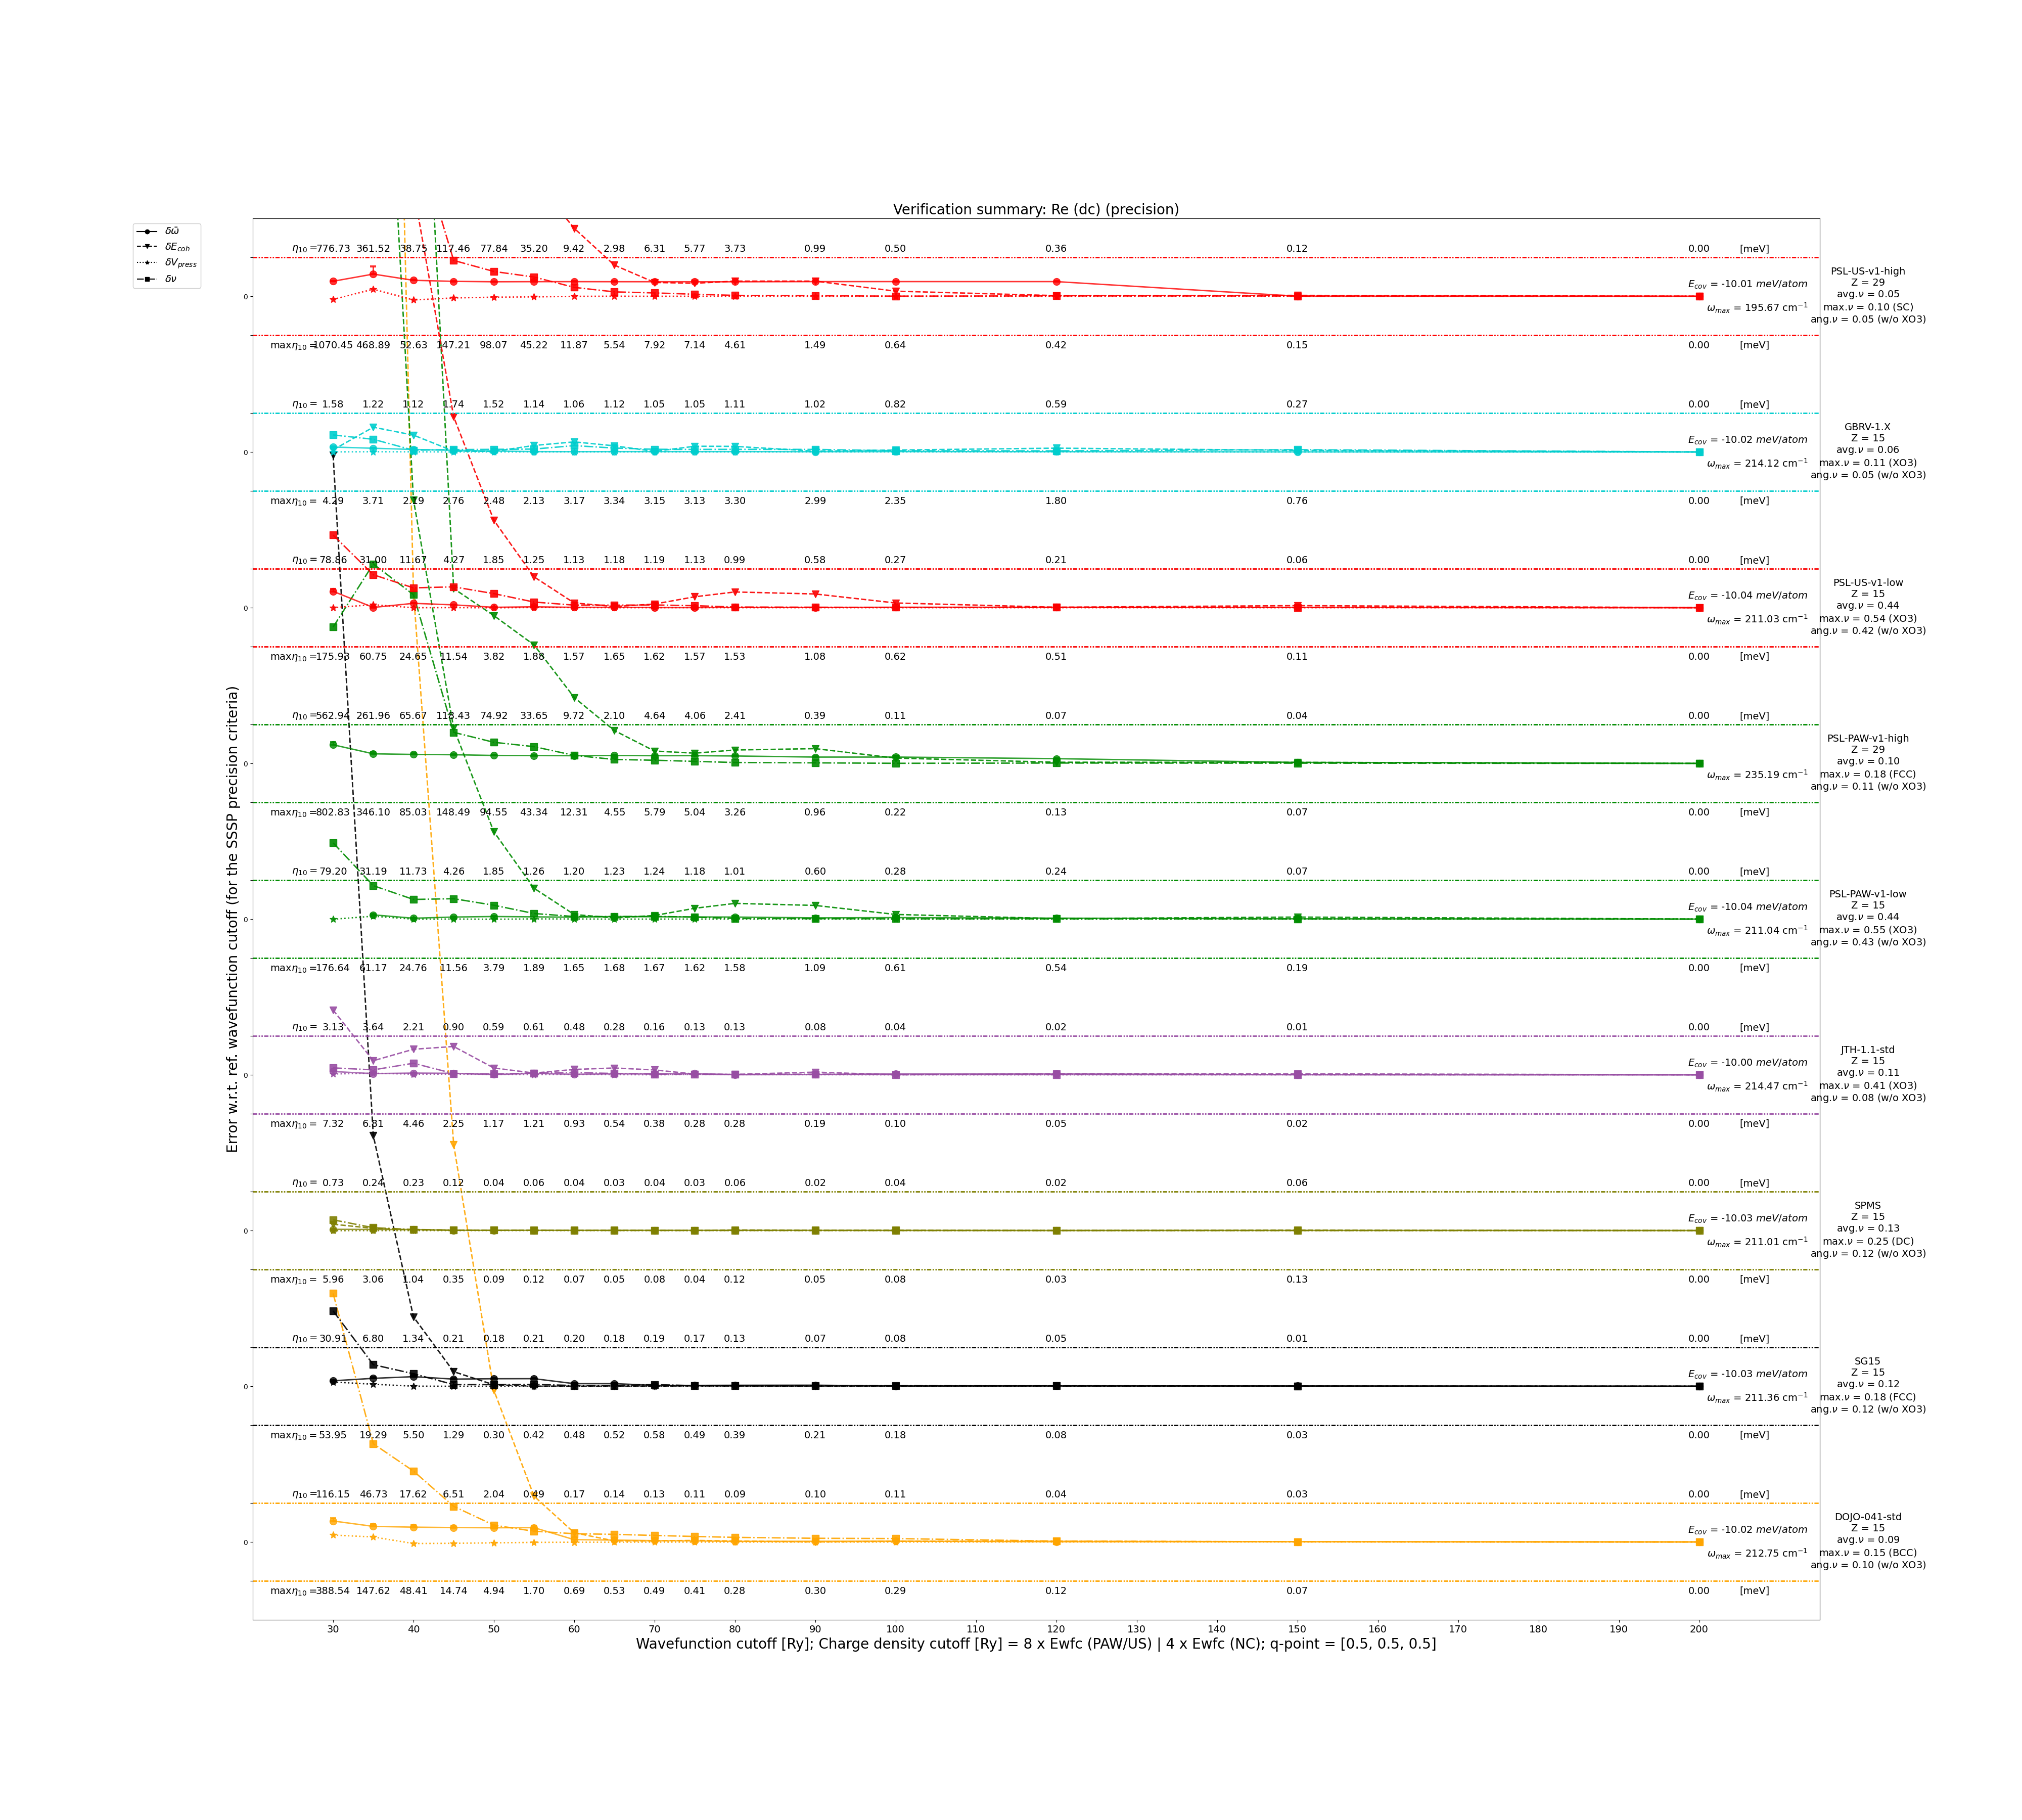 Verification summary: Re (dc) (precision)
δω̄
δE_coh
δV_press
δν
Error w.r.t. ref. wavefunction cutoff (for the SSSP precision criteria)
η₁₀ = 776.73 361.52 38.75 117.46 77.84 35.20 9.42 2.98 6.31 5.77 3.73 0.99 0.50 0.36 0.12 0.00 [meV]
0
E_cov = -10.01 meV/atom
ω_max = 195.67 cm⁻¹
PSL-US-v1-high
Z = 29
avg.ν = 0.05
max.ν = 0.10 (SC)
ang.ν = 0.05 (w/o XO3)
maxη₁₀ = 1070.45 468.89 52.63 147.21 98.07 45.22 11.87 5.54 7.92 7.14 4.61 1.49 0.64 0.42 0.15 0.00 [meV]
η₁₀ = 1.58 1.22 1.12 1.74 1.52 1.14 1.06 1.12 1.05 1.05 1.11 1.02 0.82 0.59 0.27 0.00 [meV]
0
E_cov = -10.02 meV/atom
ω_max = 214.12 cm⁻¹
GBRV-1.X
Z = 15
avg.ν = 0.06
max.ν = 0.11 (XO3)
ang.ν = 0.05 (w/o XO3)
maxη₁₀ = 4.29 3.71 2.19 2.76 2.48 2.13 3.17 3.34 3.15 3.13 3.30 2.99 2.35 1.80 0.76 0.00 [meV]
η₁₀ = 78.86 31.00 11.67 4.27 1.85 1.25 1.13 1.18 1.19 1.13 0.99 0.58 0.27 0.21 0.06 0.00 [meV]
0
E_cov = -10.04 meV/atom
ω_max = 211.03 cm⁻¹
PSL-US-v1-low
Z = 15
avg.ν = 0.44
max.ν = 0.54 (XO3)
ang.ν = 0.42 (w/o XO3)
maxη₁₀ = 175.93 60.75 24.65 11.54 3.82 1.88 1.57 1.65 1.62 1.57 1.53 1.08 0.62 0.51 0.11 0.00 [meV]
η₁₀ = 562.94 261.96 65.67 118.43 74.92 33.65 9.72 2.10 4.64 4.06 2.41 0.39 0.11 0.07 0.04 0.00 [meV]
0
ω_max = 235.19 cm⁻¹
PSL-PAW-v1-high
Z = 29
avg.ν = 0.10
max.ν = 0.18 (FCC)
ang.ν = 0.11 (w/o XO3)
maxη₁₀ = 802.83 346.10 85.03 148.49 94.55 43.34 12.31 4.55 5.79 5.04 3.26 0.96 0.22 0.13 0.07 0.00 [meV]
η₁₀ = 79.20 31.19 11.73 4.26 1.85 1.26 1.20 1.23 1.24 1.18 1.01 0.60 0.28 0.24 0.07 0.00 [meV]
0
E_cov = -10.04 meV/atom
ω_max = 211.04 cm⁻¹
PSL-PAW-v1-low
Z = 15
avg.ν = 0.44
max.ν = 0.55 (XO3)
ang.ν = 0.43 (w/o XO3)
maxη₁₀ = 176.64 61.17 24.76 11.56 3.79 1.89 1.65 1.68 1.67 1.62 1.58 1.09 0.61 0.54 0.19 0.00 [meV]
η₁₀ = 3.13 3.64 2.21 0.90 0.59 0.61 0.48 0.28 0.16 0.13 0.13 0.08 0.04 0.02 0.01 0.00 [meV]
0
E_cov = -10.00 meV/atom
ω_max = 214.47 cm⁻¹
JTH-1.1-std
Z = 15
avg.ν = 0.11
max.ν = 0.41 (XO3)
ang.ν = 0.08 (w/o XO3)
maxη₁₀ = 7.32 6.81 4.46 2.25 1.17 1.21 0.93 0.54 0.38 0.28 0.28 0.19 0.10 0.05 0.02 0.00 [meV]
η₁₀ = 0.73 0.24 0.23 0.12 0.04 0.06 0.04 0.03 0.04 0.03 0.06 0.02 0.04 0.02 0.06 0.00 [meV]
0
E_cov = -10.03 meV/atom
ω_max = 211.01 cm⁻¹
SPMS
Z = 15
avg.ν = 0.13
max.ν = 0.25 (DC)
ang.ν = 0.12 (w/o XO3)
maxη₁₀ = 5.96 3.06 1.04 0.35 0.09 0.12 0.07 0.05 0.08 0.04 0.12 0.05 0.08 0.03 0.13 0.00 [meV]
η₁₀ = 30.91 6.80 1.34 0.21 0.18 0.21 0.20 0.18 0.19 0.17 0.13 0.07 0.08 0.05 0.01 0.00 [meV]
0
E_cov = -10.03 meV/atom
ω_max = 211.36 cm⁻¹
SG15
Z = 15
avg.ν = 0.12
max.ν = 0.18 (FCC)
ang.ν = 0.12 (w/o XO3)
maxη₁₀ = 53.95 19.29 5.50 1.29 0.30 0.42 0.48 0.52 0.58 0.49 0.39 0.21 0.18 0.08 0.03 0.00 [meV]
η₁₀ = 116.15 46.73 17.62 6.51 2.04 0.49 0.17 0.14 0.13 0.11 0.09 0.10 0.11 0.04 0.03 0.00 [meV]
0
E_cov = -10.02 meV/atom
ω_max = 212.75 cm⁻¹
DOJO-041-std
Z = 15
avg.ν = 0.09
max.ν = 0.15 (BCC)
ang.ν = 0.10 (w/o XO3)
maxη₁₀ = 388.54 147.62 48.41 14.74 4.94 1.70 0.69 0.53 0.49 0.41 0.28 0.30 0.29 0.12 0.07 0.00 [meV]
30 40 50 60 70 80 90 100 110 120 130 140 150 160 170 180 190 200
Wavefunction cutoff [Ry]; Charge density cutoff [Ry] = 8 x Ewfc (PAW/US) | 4 x Ewfc (NC); q-point = [0.5, 0.5, 0.5]